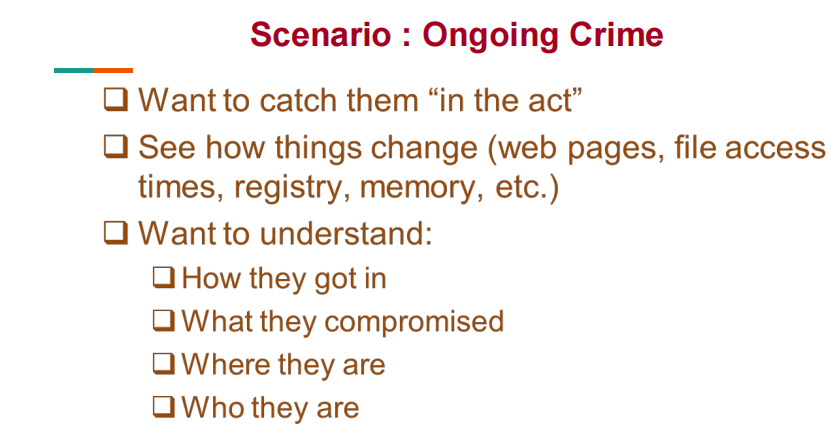 Scenario : Ongoing Crime
Want to catch them “in the act”
See how things change (web pages, file access
times, registry, memory, etc.)
Want to understand:
How they got in
What they compromised
Where they are
Who they are